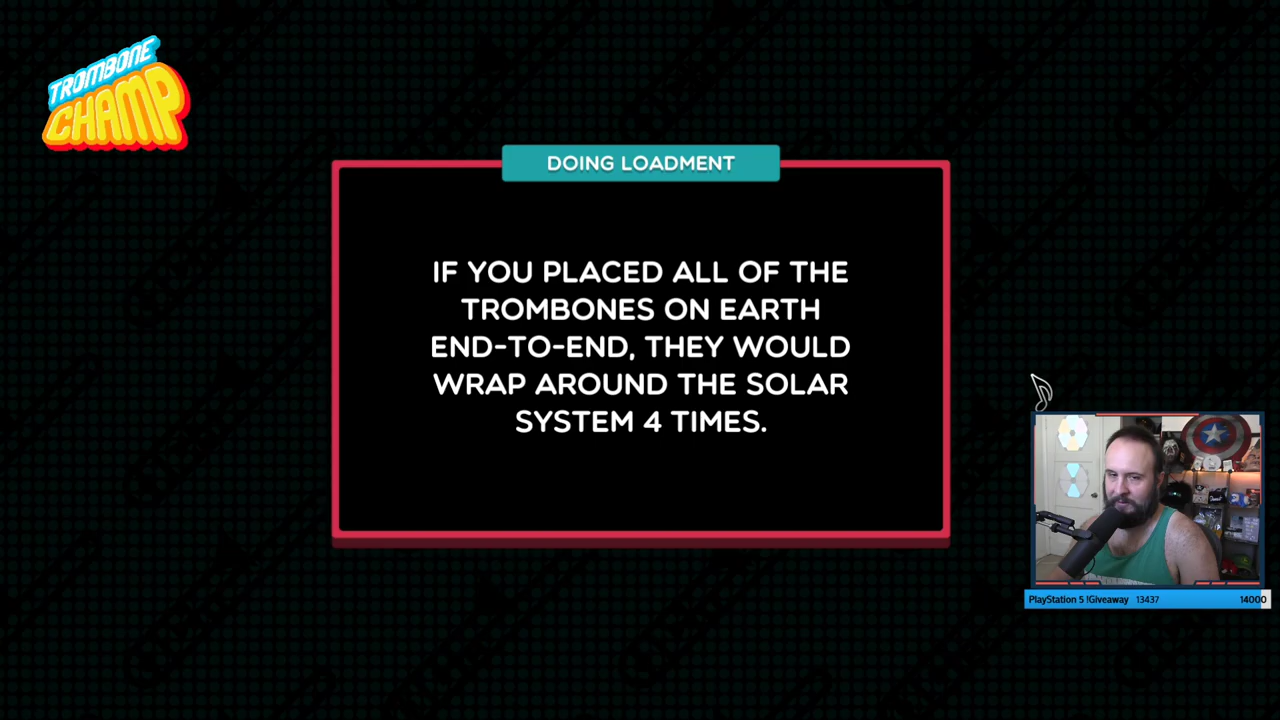 TROMBONE
CHAMP
DOING LOADMENT
IF YOU PLACED ALL OF THE
TROMBONES ON EARTH
END-TO-END, THEY WOULD
WRAP AROUND THE SOLAR
SYSTEM 4 TIMES.
PlayStation 5 !Giveaway 13437 14000